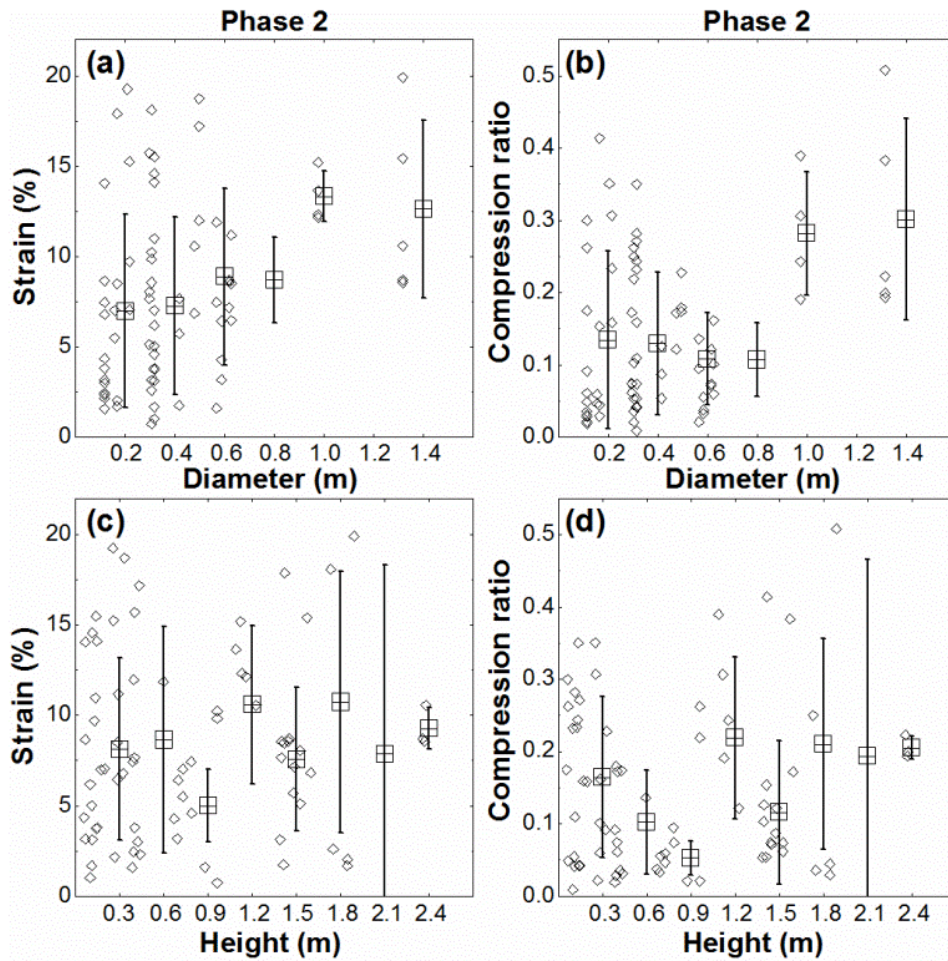 Phase 2
Phase 2
(a)
(b)
Strain (%)
20
15
10
5
0
Compression ratio
0.5
0.4
0.3
0.2
0.1
0.0
0.2 0.4 0.6 0.8 1.0 1.2 1.4
Diameter (m)
0.2 0.4 0.6 0.8 1.0 1.2 1.4
Diameter (m)
(c)
(d)
Strain (%)
20
15
10
5
0
Compression ratio
0.5
0.4
0.3
0.2
0.1
0.0
0.3 0.6 0.9 1.2 1.5 1.8 2.1 2.4
Height (m)
0.3 0.6 0.9 1.2 1.5 1.8 2.1 2.4
Height (m)